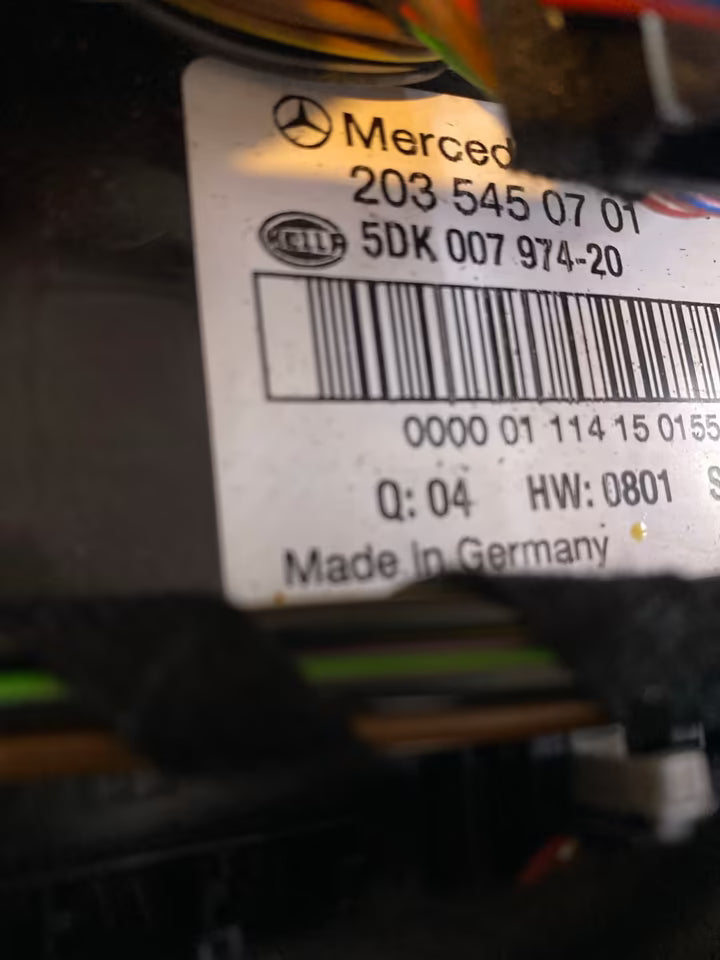 Merced
203 545 07 01
HELLA 5DK 007 974-20
0000 01 114 15 0155
Q: 04 HW: 0801 S
Made in Germany